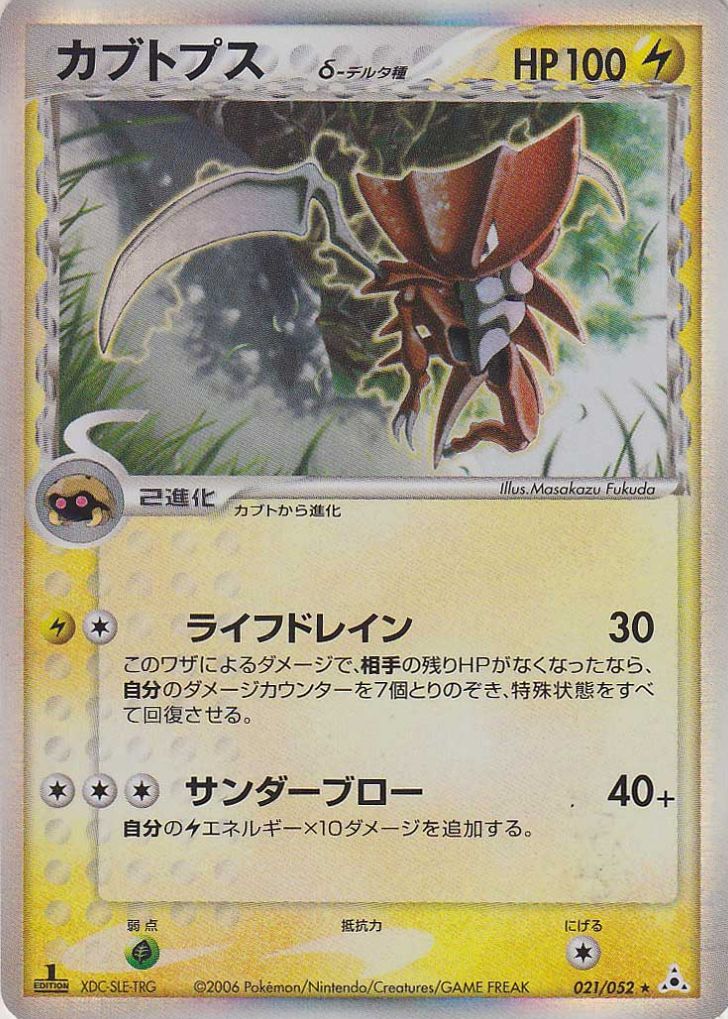 カブトプス δ-デルタ種 HP100
Illus.Masakazu Fukuda
2進化 カブトから進化
ライフドレイン 30
このワザによるダメージで、相手の残りHPがなくなったなら、
自分のダメージカウンターを7個とりのぞき、特殊状態をすべ
て回復させる。
サンダーブロー 40+
自分のエネルギー×10ダメージを追加する。
弱点 抵抗力 にげる
1 EDITION XDC-SLE-TRG ©2006 Pokémon/Nintendo/Creatures/GAME FREAK 021/052 ★